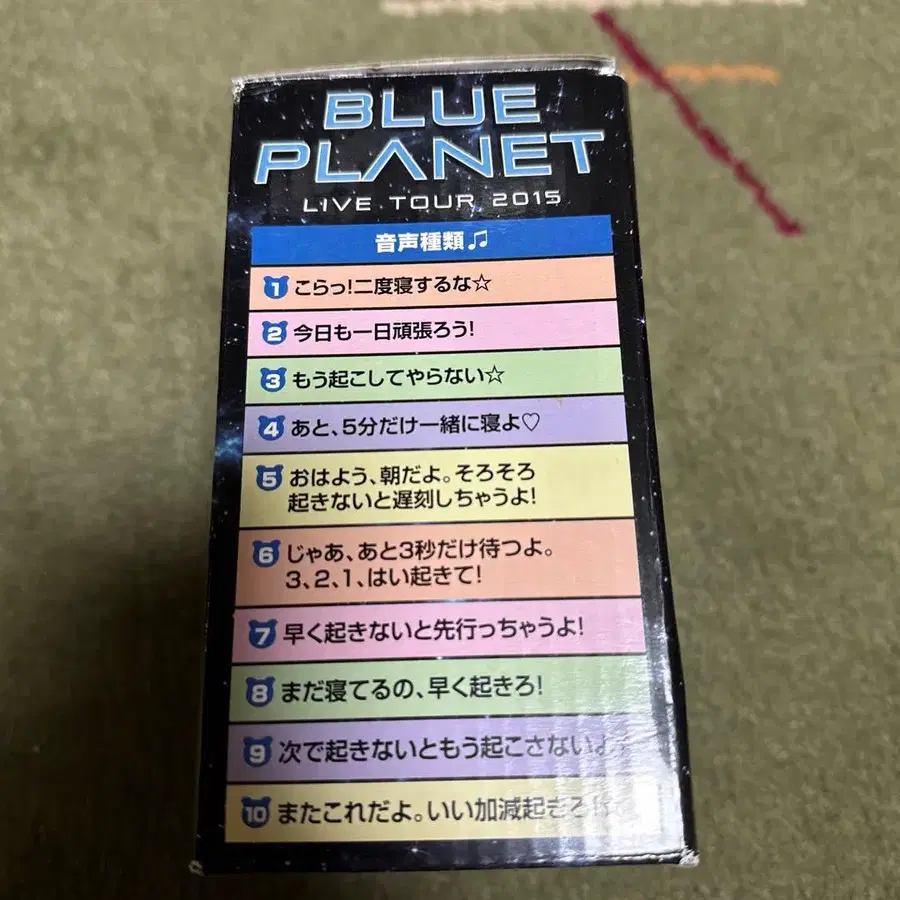 BLUE
PLANET
LIVE TOUR 2015
音声種類♫
1 こらっ!二度寝するな☆
2 今日も一日頑張ろう!
3 もう起こしてやらない☆
4 あと、5分だけ一緒に寝よ♡
5 おはよう、朝だよ。そろそろ
起きないと遅刻しちゃうよ!
6 じゃあ、あと3秒だけ待つよ。
3、2、1、はい起きて!
7 早く起きないと先行っちゃうよ!
8 まだ寝てるの、早く起きろ!
9 次で起きないともう起こさないよ
10 またこれだよ。いい加減起きろ!